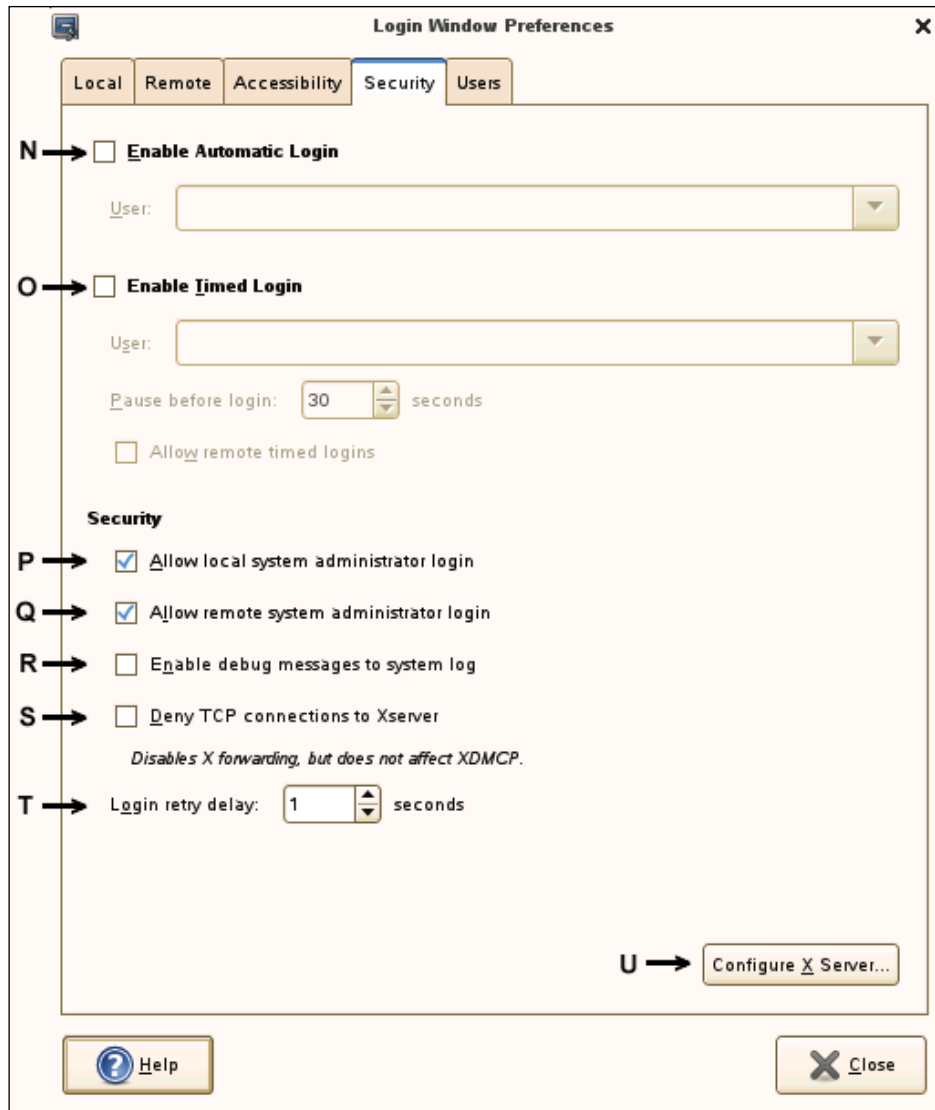 Login Window Preferences
Local Remote Accessibility Security Users
N Enable Automatic Login
User:
O Enable Timed Login
User:
Pause before login: 30 seconds
Allow remote timed logins
Security
P Allow local system administrator login
Q Allow remote system administrator login
R Enable debug messages to system log
S Deny TCP connections to Xserver
Disables X forwarding, but does not affect XDMCP.
T Login retry delay: 1 seconds
U Configure X Server...
Help Close